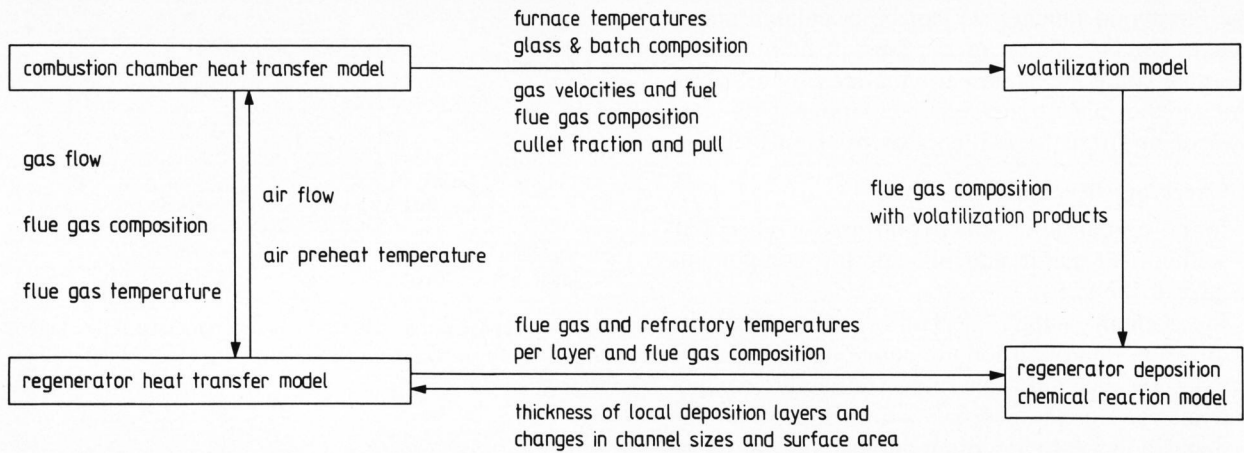 furnace temperatures
glass & batch composition
combustion chamber heat transfer model
volatilization model
gas velocities and fuel
flue gas composition
cullet fraction and pull
gas flow
air flow
flue gas composition
flue gas composition
with volatilization products
air preheat temperature
flue gas temperature
flue gas and refractory temperatures
per layer and flue gas composition
regenerator heat transfer model
regenerator deposition
chemical reaction model
thickness of local deposition layers and
changes in channel sizes and surface area